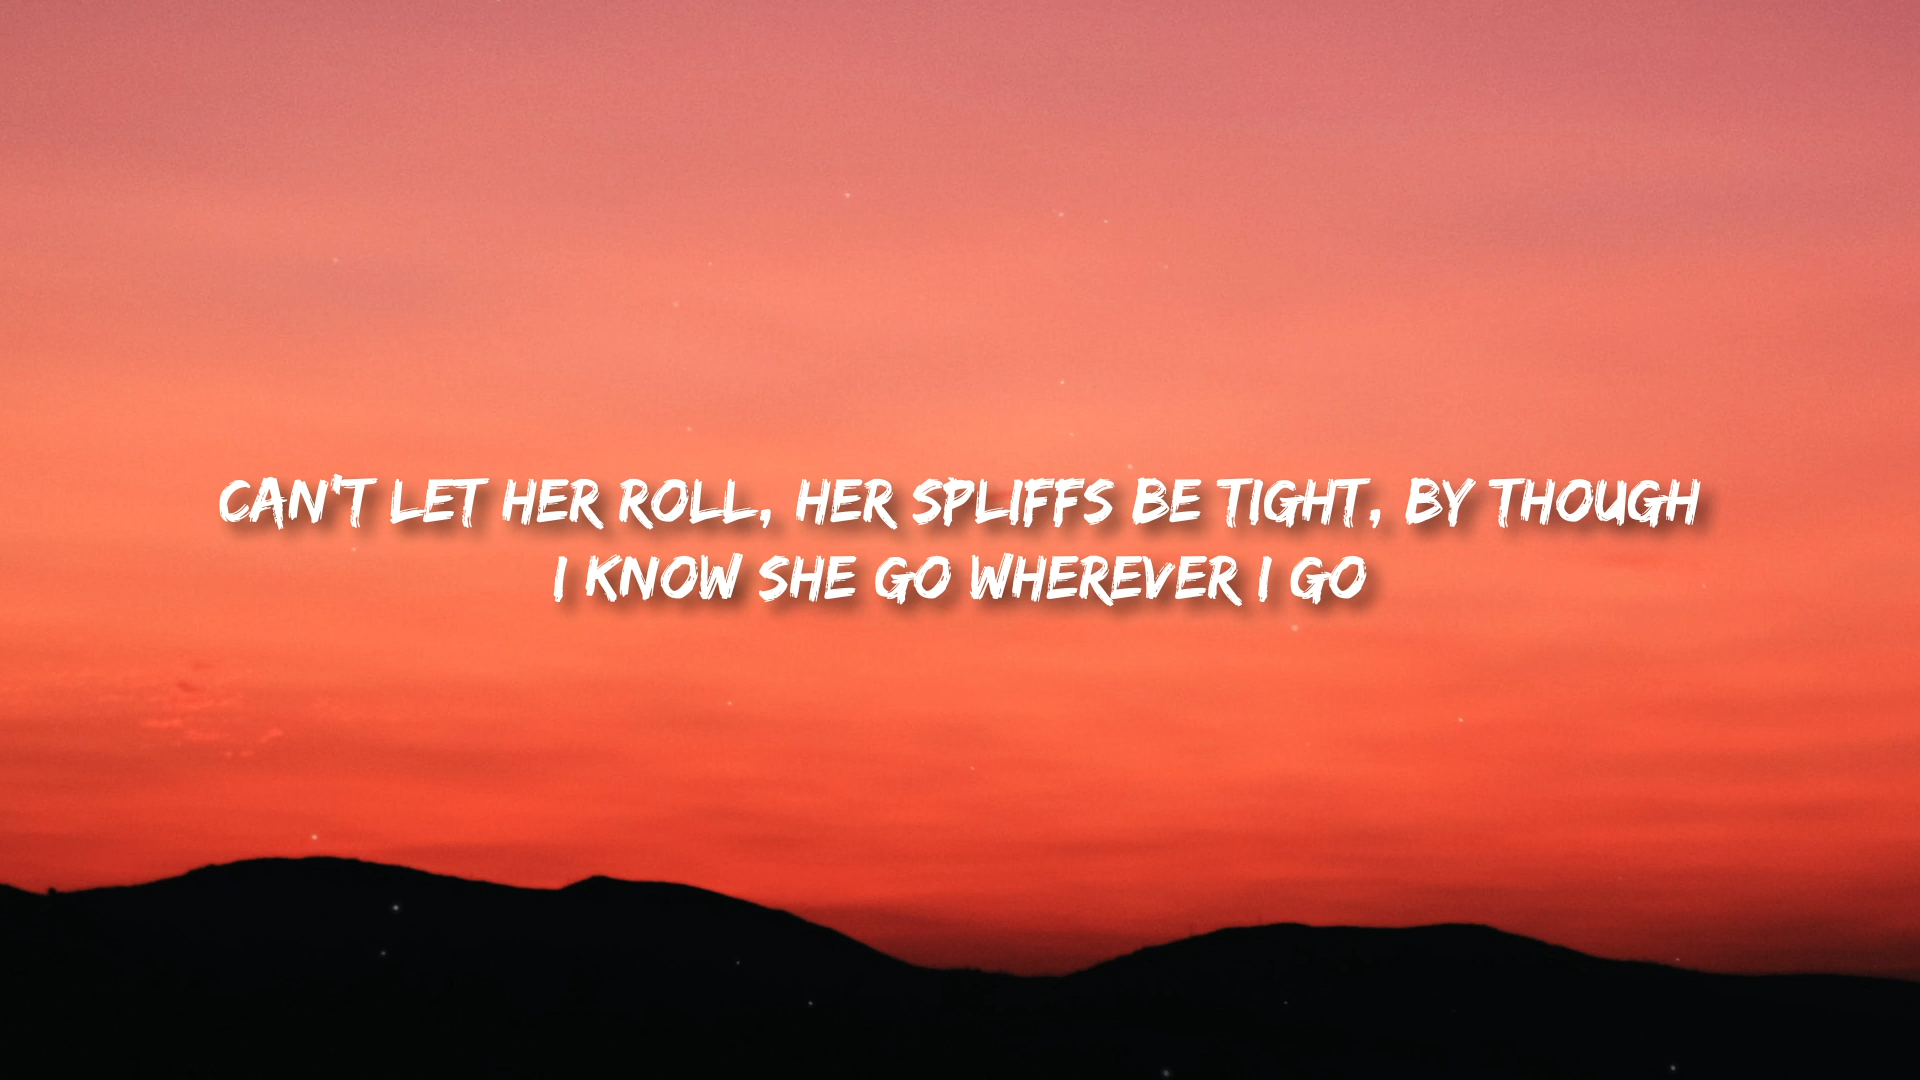 CAN'T LET HER ROLL, HER SPLIFFS BE TIGHT, BY THOUGH
I KNOW SHE GO WHEREVER I GO